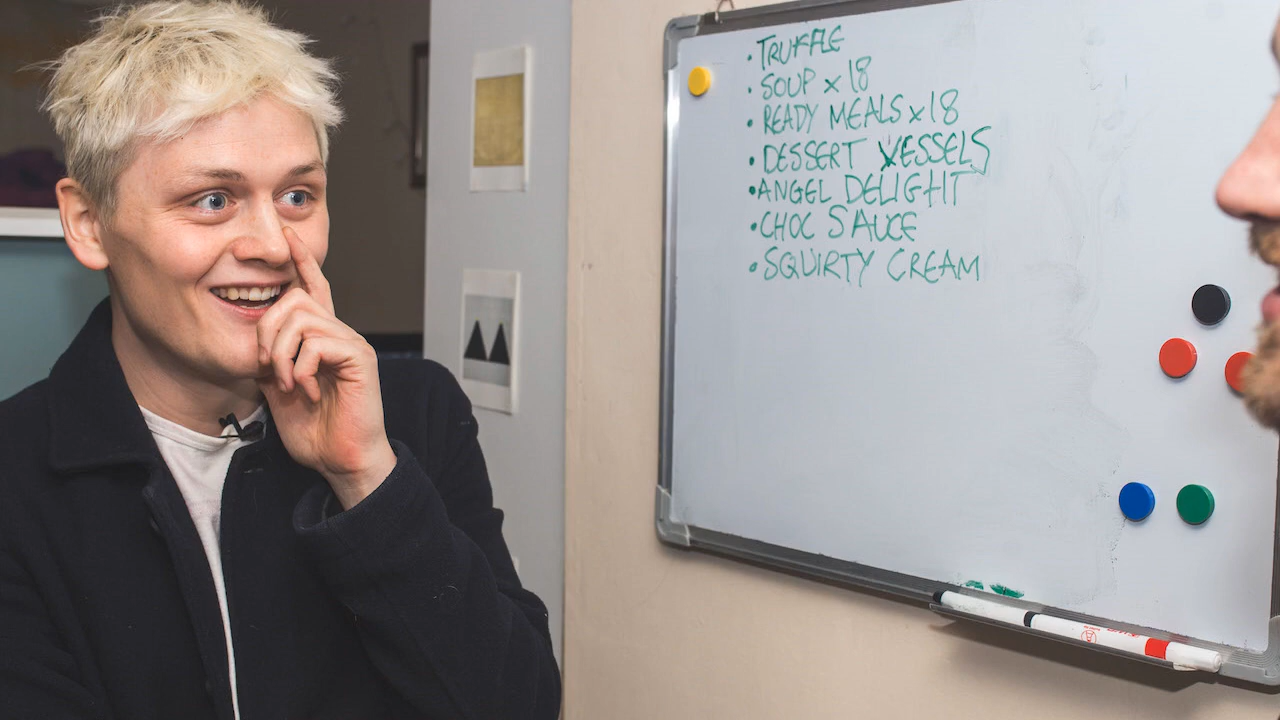 • TRUFFLE
• SOUP x 18
• READY MEALS x 18
• DESSERT VESSELS
• ANGEL DELIGHT
• CHOC SAUCE
• SQUIRTY CREAM